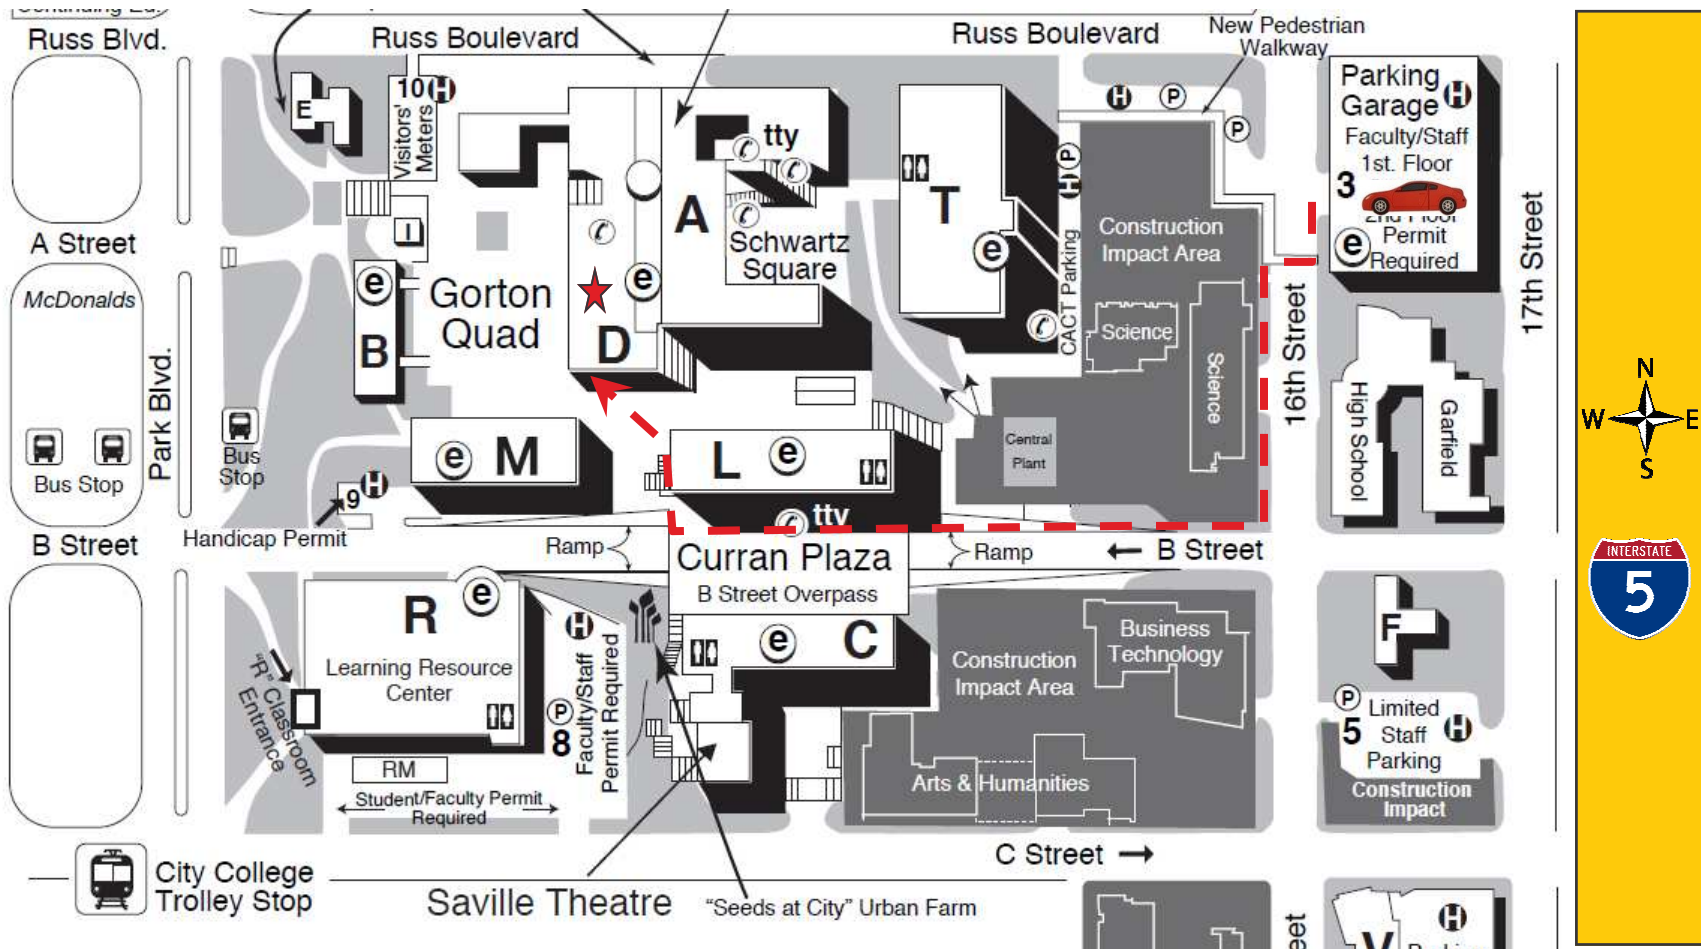 Continuing Ed.
Russ Blvd.
Russ Boulevard
Russ Boulevard
New Pedestrian
Walkway
E
10 H
Visitors'
Meters
tty
A
T
H
P
P
P
H
Parking
Garage H
Faculty/Staff
1st. Floor
3
2nd Floor
Permit
Required
e
17th Street
A Street
I
Schwartz
Square
e
e
CACT Parking
Construction
Impact Area
Science
Science
16th Street
McDonalds
Park Blvd.
e
B
Gorton
Quad
D
High School
Garfield
N
W E
S
Bus Stop
Bus
Stop
e M
L e
Central
Plant
9 H
Handicap Permit
tty
B Street
Ramp
Curran Plaza
B Street Overpass
Ramp
← B Street
INTERSTATE
5
R
e
Learning Resource
Center
"R" Classroom
Entrance
H
P
8
Faculty/Staff
Permit Required
e C
Construction
Impact Area
Business
Technology
F
P
5
Limited
Staff
Parking
H
Construction
Impact
RM
Student/Faculty Permit
Required
Arts & Humanities
C Street →
City College
Trolley Stop
Saville Theatre
"Seeds at City" Urban Farm
eet
V
H